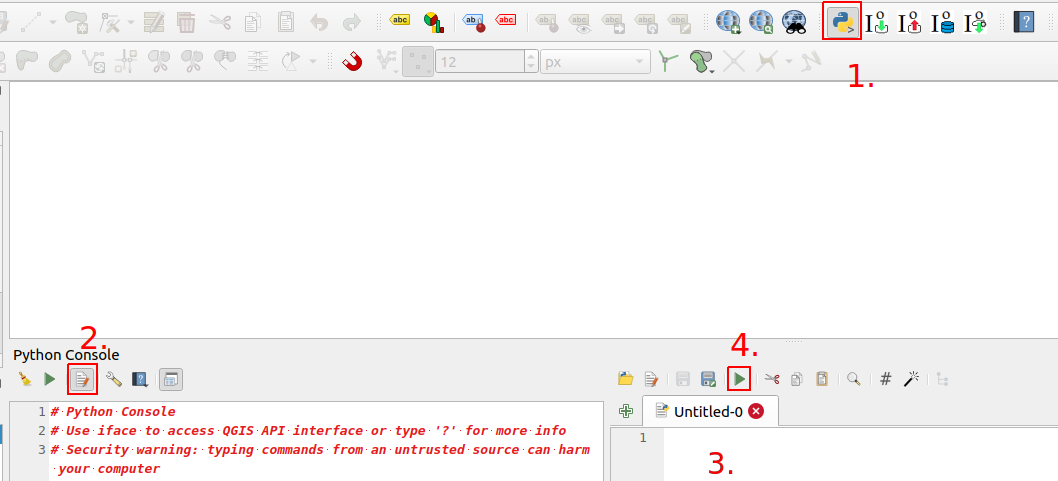 abc
abc
abc
abc
1.
12
px
2.
Python Console
4.
1 # Python Console
2 # Use iface to access QGIS API interface or type '?' for more info
3 # Security warning: typing commands from an untrusted source can harm
your computer
Untitled-0
1
3.